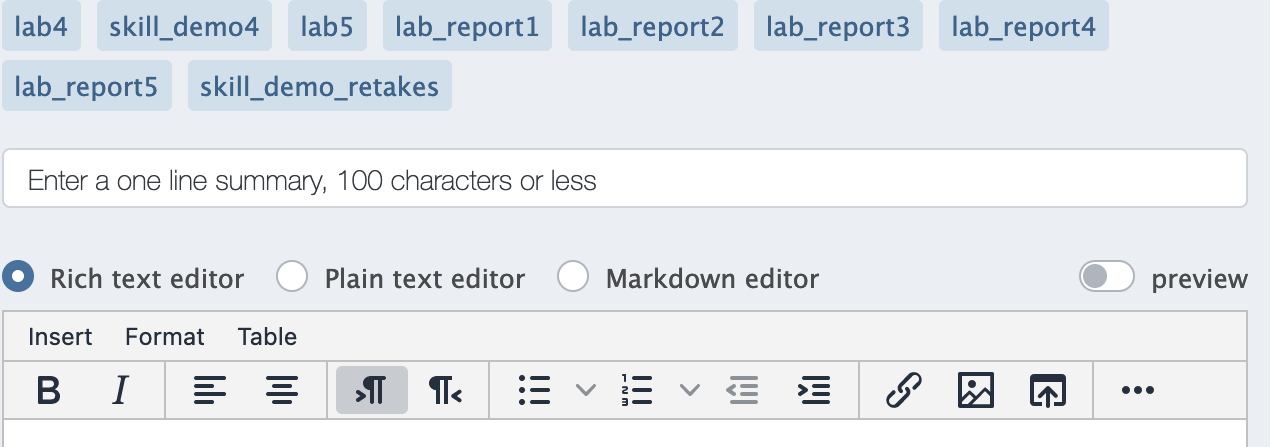 lab4 skill_demo4 lab5 lab_report1 lab_report2 lab_report3 lab_report4
lab_report5 skill_demo_retakes
Enter a one line summary, 100 characters or less
Rich text editor Plain text editor Markdown editor preview
Insert Format Table
B I